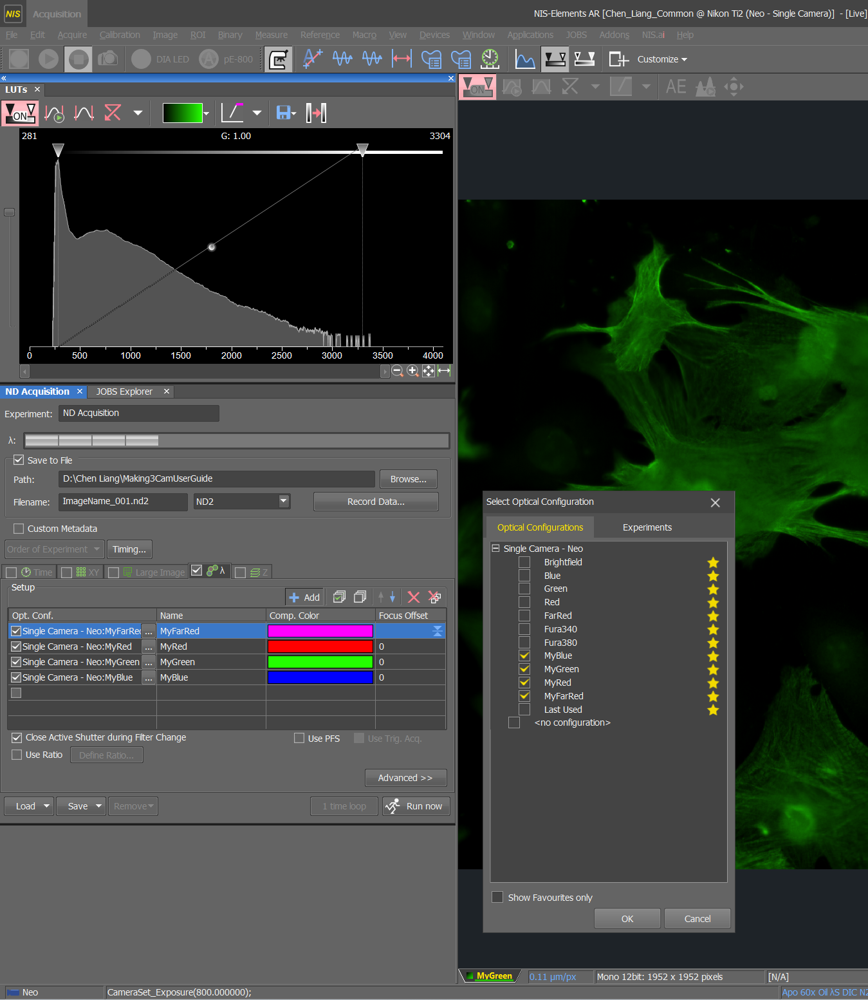 NIS
Acquisition
NIS-Elements AR [Chen_Liang_Common @ Nikon Ti2 (Neo - Single Camera)] - [Live]
File Edit Acquire Calibration Image ROI Binary Measure Reference Macro View Devices Window Applications JOBS Addons NIS.ai Help
DIA LED
A
pE-800
Customize
LUTs
ON
ON
AE
281
G: 1.00
3304
0 500 1000 1500 2000 2500 3000 3500 4000
ND Acquisition
JOBS Explorer
Experiment: ND Acquisition
λ:
Save to File
Path: D:\Chen Liang\Making3CamUserGuide Browse...
Filename: ImageName_001.nd2 ND2 Record Data...
Custom Metadata
Order of Experiment Timing...
Time XY Large Image λ Z
Setup
Add
Opt. Conf. Name Comp. Color Focus Offset
Single Camera - Neo:MyFarRed ... MyFarRed
Single Camera - Neo:MyRed ... MyRed 0
Single Camera - Neo:MyGreen ... MyGreen 0
Single Camera - Neo:MyBlue ... MyBlue 0
Close Active Shutter during Filter Change Use PFS Use Trig. Acq.
Use Ratio Define Ratio...
Advanced >>
Load Save Remove 1 time loop Run now
Select Optical Configuration
Optical Configurations Experiments
Single Camera - Neo
Brightfield
Blue
Green
Red
FarRed
Fura340
Fura380
MyBlue
MyGreen
MyRed
MyFarRed
Last Used
<no configuration>
Show Favourites only
OK Cancel
MyGreen 0.11 µm/px Mono 12bit: 1952 x 1952 pixels [N/A]
Neo CameraSet_Exposure(800.000000); Apo 60x Oil λS DIC N2